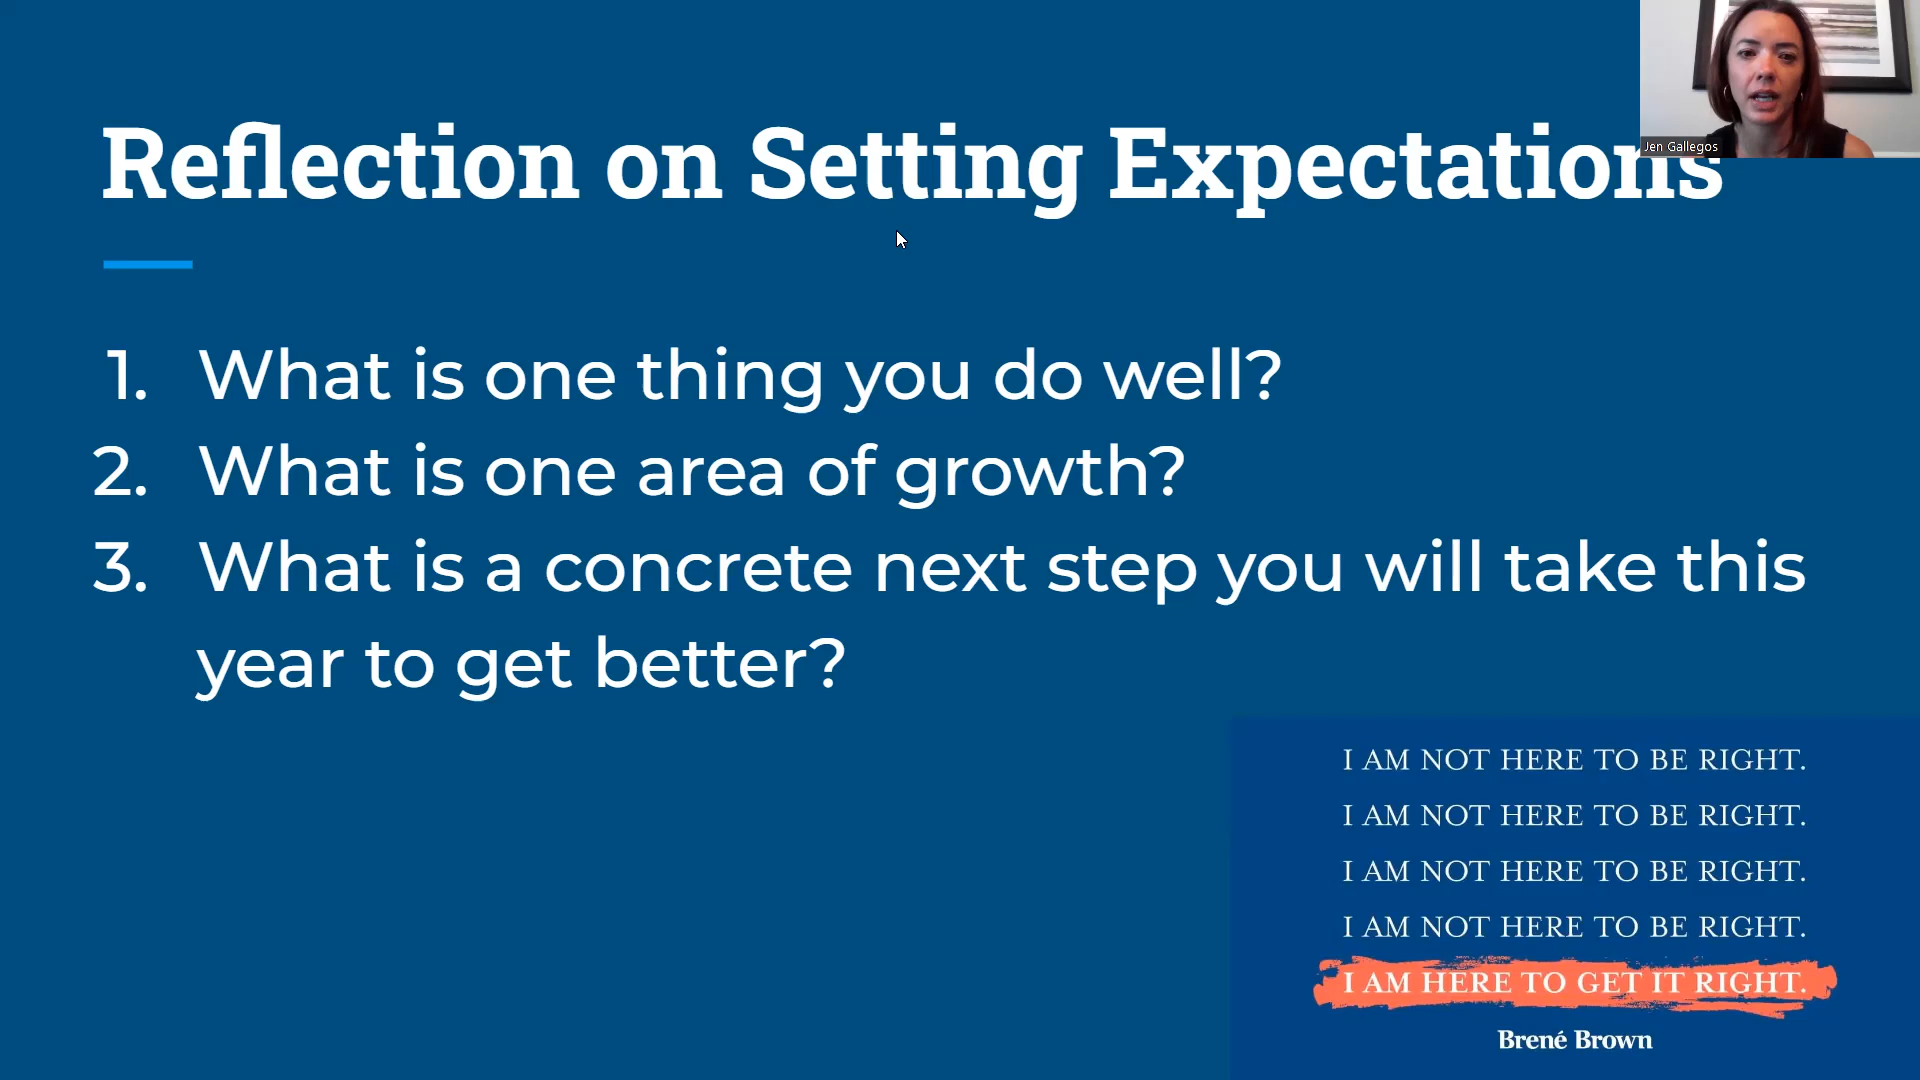 Reflection on Setting Expectations
Jen Gallegos
1. What is one thing you do well?
2. What is one area of growth?
3. What is a concrete next step you will take this
year to get better?
I AM NOT HERE TO BE RIGHT.
I AM NOT HERE TO BE RIGHT.
I AM NOT HERE TO BE RIGHT.
I AM NOT HERE TO BE RIGHT.
I AM HERE TO GET IT RIGHT.
Brené Brown